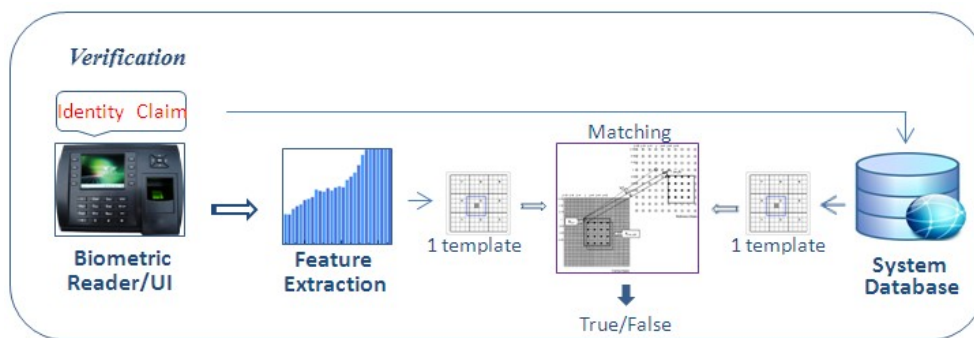 Verification
Identity Claim
Matching
1 template
1 template
Biometric
Reader/UI
Feature
Extraction
System
Database
True/False